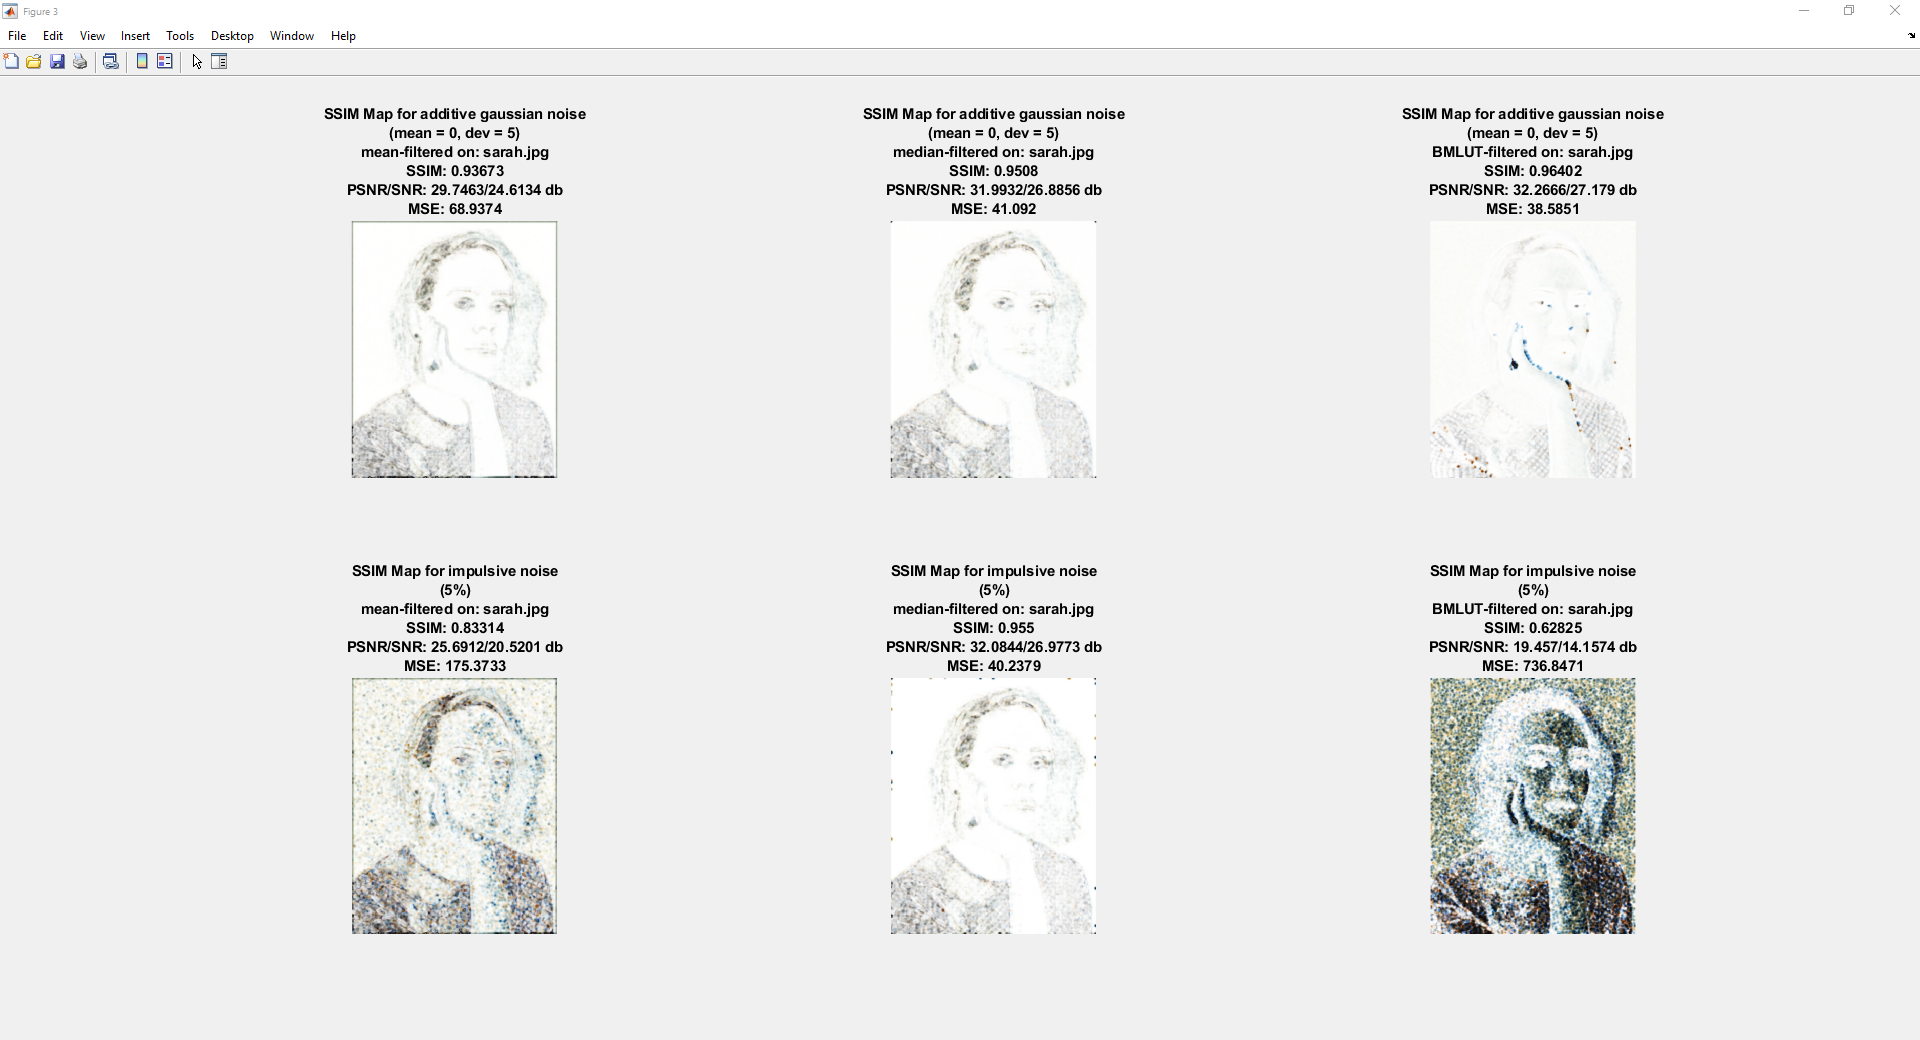 Figure 3
File Edit View Insert Tools Desktop Window Help
SSIM Map for additive gaussian noise
(mean = 0, dev = 5)
mean-filtered on: sarah.jpg
SSIM: 0.93673
PSNR/SNR: 29.7463/24.6134 db
MSE: 68.9374
SSIM Map for additive gaussian noise
(mean = 0, dev = 5)
median-filtered on: sarah.jpg
SSIM: 0.9508
PSNR/SNR: 31.9932/26.8856 db
MSE: 41.092
SSIM Map for additive gaussian noise
(mean = 0, dev = 5)
BMLUT-filtered on: sarah.jpg
SSIM: 0.96402
PSNR/SNR: 32.2666/27.179 db
MSE: 38.5851
SSIM Map for impulsive noise
(5%)
mean-filtered on: sarah.jpg
SSIM: 0.83314
PSNR/SNR: 25.6912/20.5201 db
MSE: 175.3733
SSIM Map for impulsive noise
(5%)
median-filtered on: sarah.jpg
SSIM: 0.955
PSNR/SNR: 32.0844/26.9773 db
MSE: 40.2379
SSIM Map for impulsive noise
(5%)
BMLUT-filtered on: sarah.jpg
SSIM: 0.62825
PSNR/SNR: 19.457/14.1574 db
MSE: 736.8471